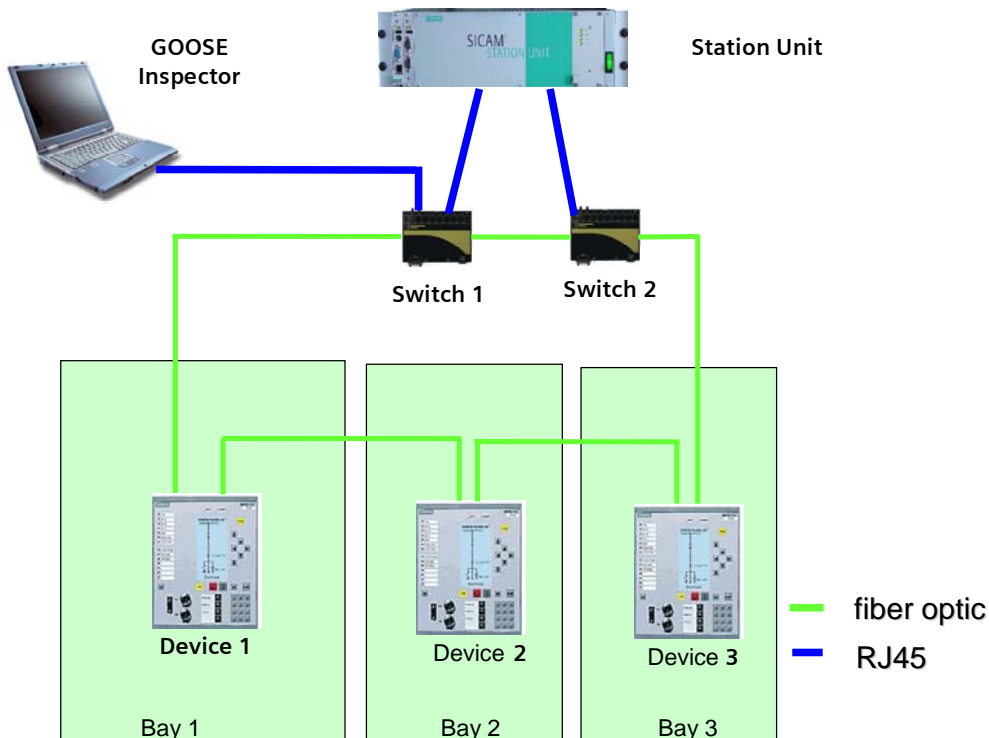 GOOSE
Inspector
SICAM
STATION UNIT
Station Unit
Switch 1
Switch 2
Device 1
Device 2
Device 3
fiber optic
RJ45
Bay 1
Bay 2
Bay 3